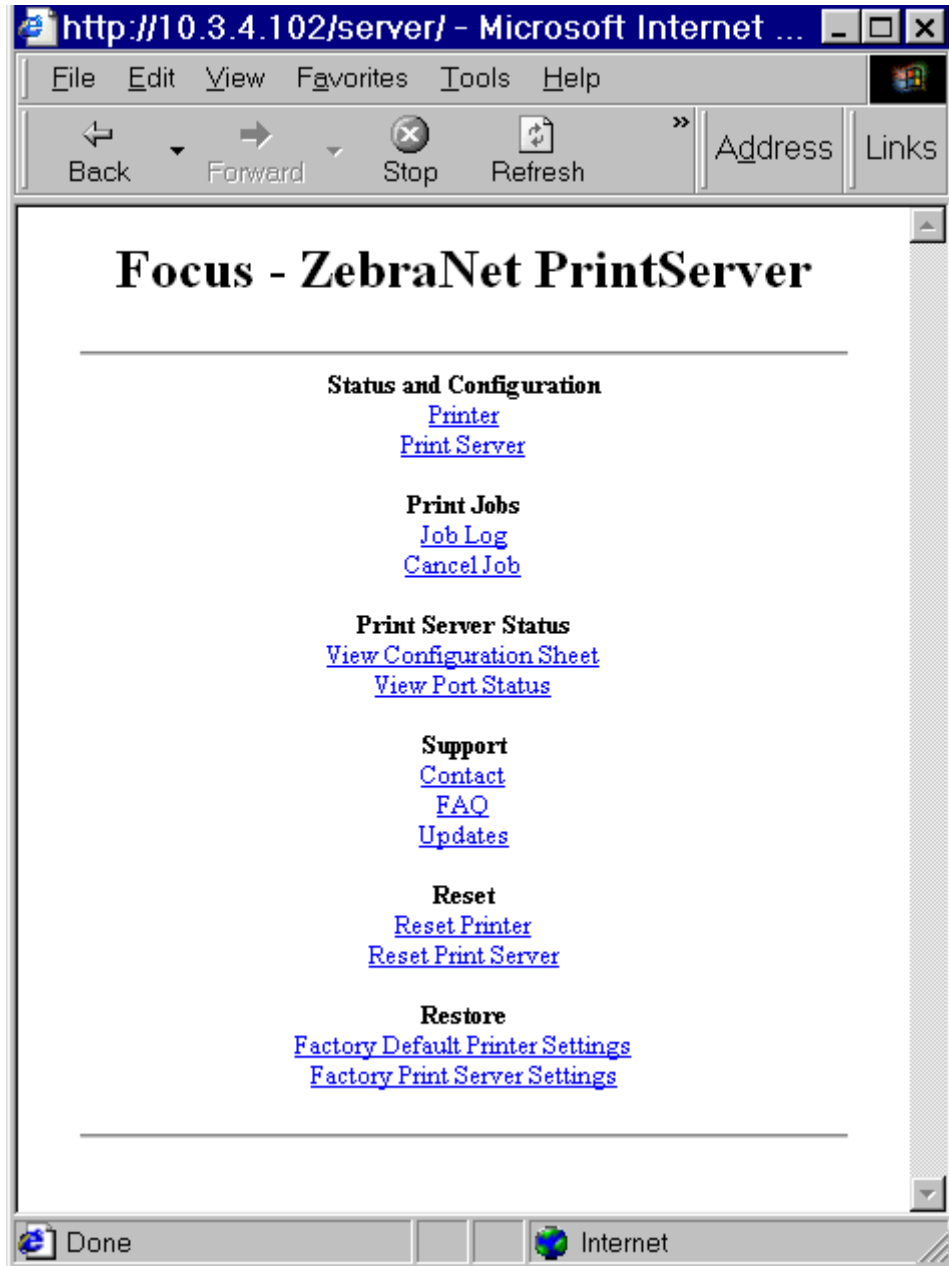 http://10.3.4.102/server/ - Microsoft Internet ...
File Edit View Favorites Tools Help
Back Forward Stop Refresh » Address Links
Focus - ZebraNet PrintServer
Status and Configuration
Printer
Print Server
Print Jobs
Job Log
Cancel Job
Print Server Status
View Configuration Sheet
View Port Status
Support
Contact
FAQ
Updates
Reset
Reset Printer
Reset Print Server
Restore
Factory Default Printer Settings
Factory Print Server Settings
Done Internet